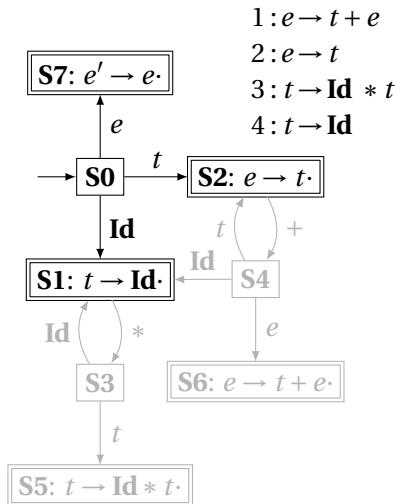 1 : e → t + e
2 : e → t
3 : t → Id * t
4 : t → Id
S7: e′ → e·
e
S0
t
S2: e → t·
Id
t
+
S1: t → Id·
Id
S4
Id
*
e
S3
S6: e → t + e·
t
S5: t → Id * t·